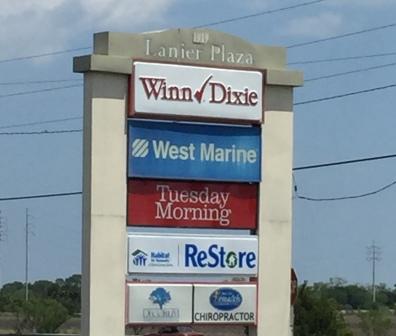 Lanier Plaza
Winn Dixie
West Marine
Tuesday
Morning
Habitat
for Humanity
ReStore
CHIROPRACTOR